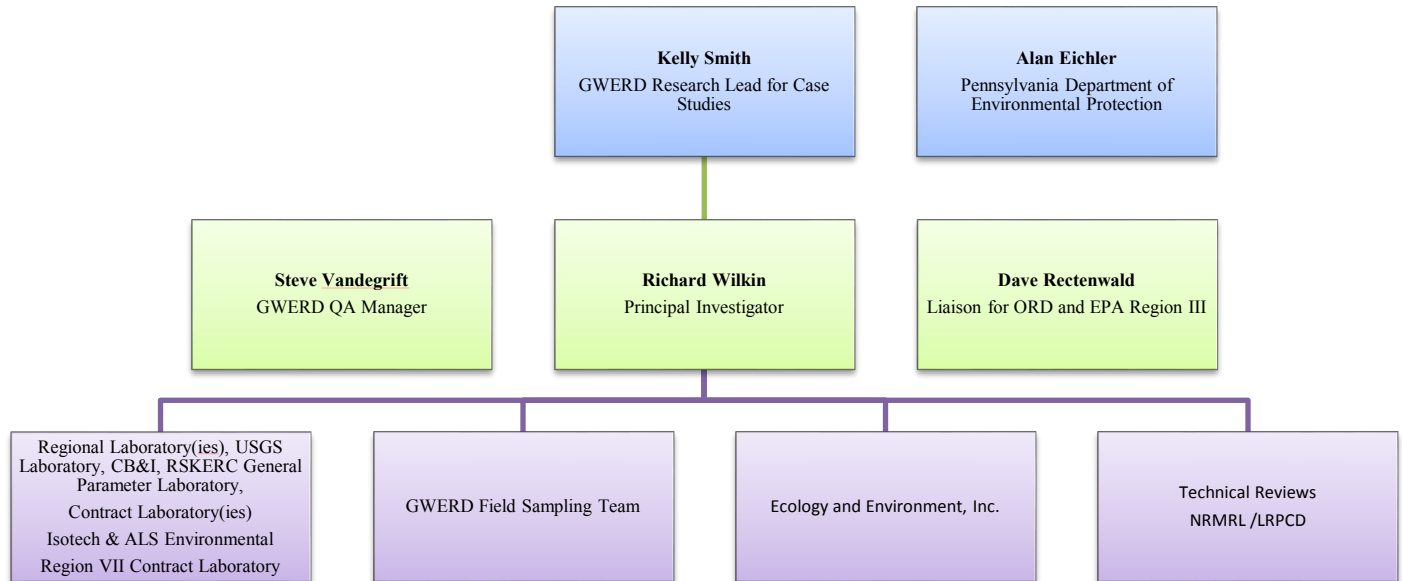 Kelly Smith
GWERD Research Lead for Case
Studies
Alan Eichler
Pennsylvania Department of
Environmental Protection
Steve Vandegrift
GWERD QA Manager
Richard Wilkin
Principal Investigator
Dave Rectenwald
Liaison for ORD and EPA Region III
Regional Laboratory(ies), USGS
Laboratory, CB&I, RSKERC General
Parameter Laboratory,
Contract Laboratory(ies)
Isotech & ALS Environmental
Region VII Contract Laboratory
GWERD Field Sampling Team
Ecology and Environment, Inc.
Technical Reviews
NRMRL /LRPCD